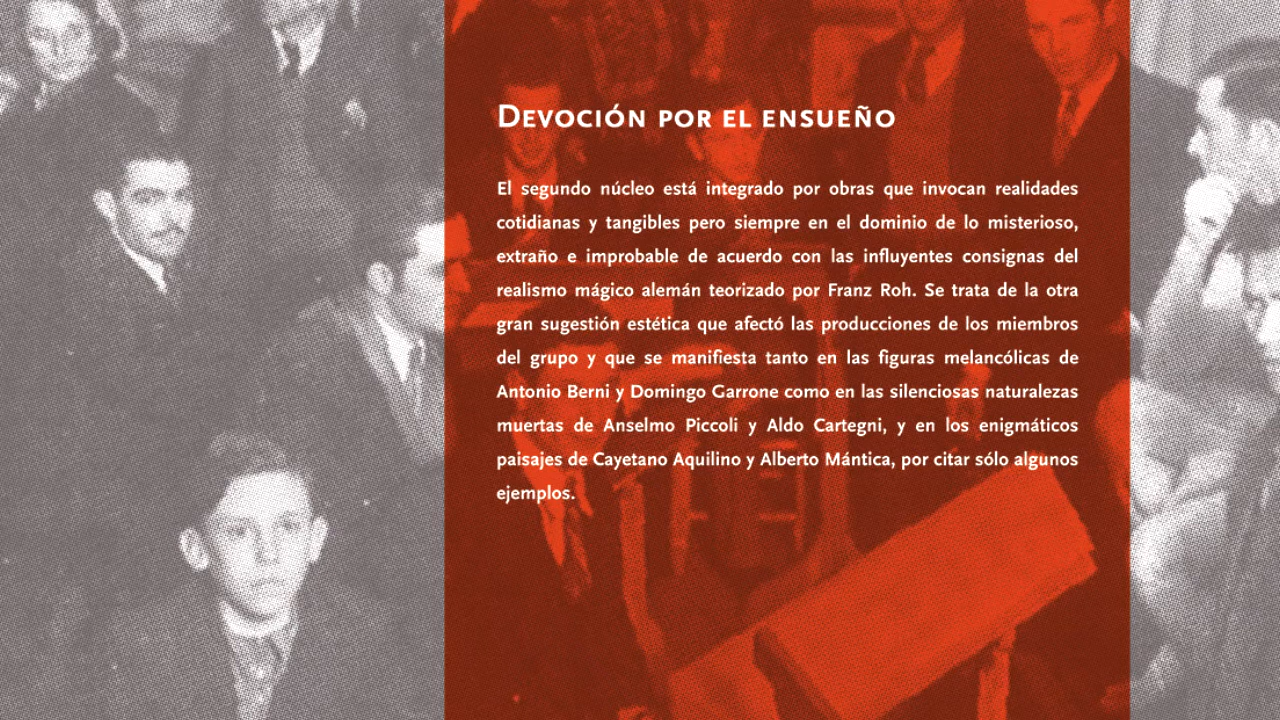 Devoción por el ensueño
El segundo núcleo está integrado por obras que invocan realidades
cotidianas y tangibles pero siempre en el dominio de lo misterioso,
extraño e improbable de acuerdo con las influyentes consignas del
realismo mágico alemán teorizado por Franz Roh. Se trata de la otra
gran sugestión estética que afectó las producciones de los miembros
del grupo y que se manifiesta tanto en las figuras melancólicas de
Antonio Berni y Domingo Garrone como en las silenciosas naturalezas
muertas de Anselmo Piccoli y Aldo Cartegni, y en los enigmáticos
paisajes de Cayetano Aquilino y Alberto Mántica, por citar sólo algunos
ejemplos.